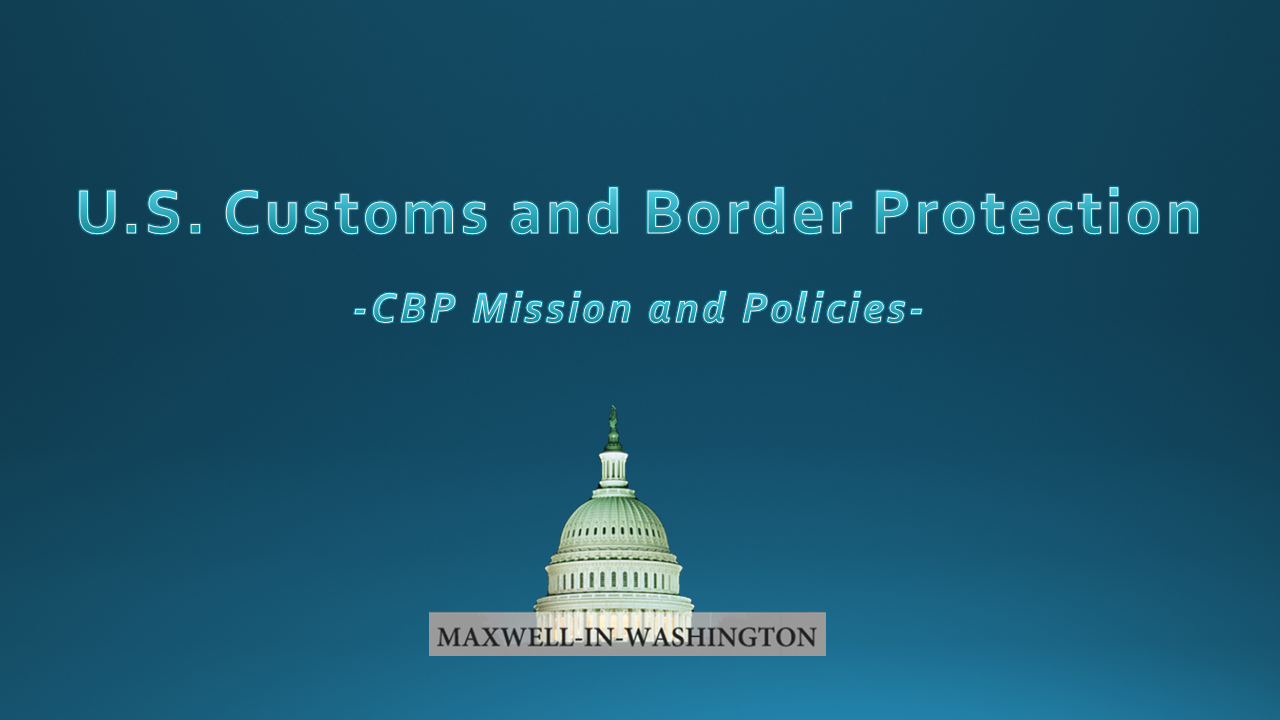 U.S. Customs and Border Protection
-CBP Mission and Policies-
MAXWELL-IN-WASHINGTON